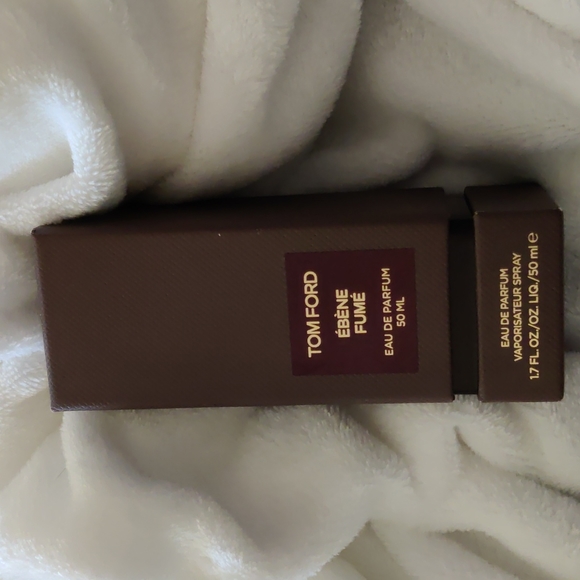 TOM FORD
ÉBÈNE
FUMÉ
EAU DE PARFUM
50 ML
EAU DE PARFUM
VAPORISATEUR SPRAY
1.7 FL. OZ./OZ. LIQ./50 ml ℮